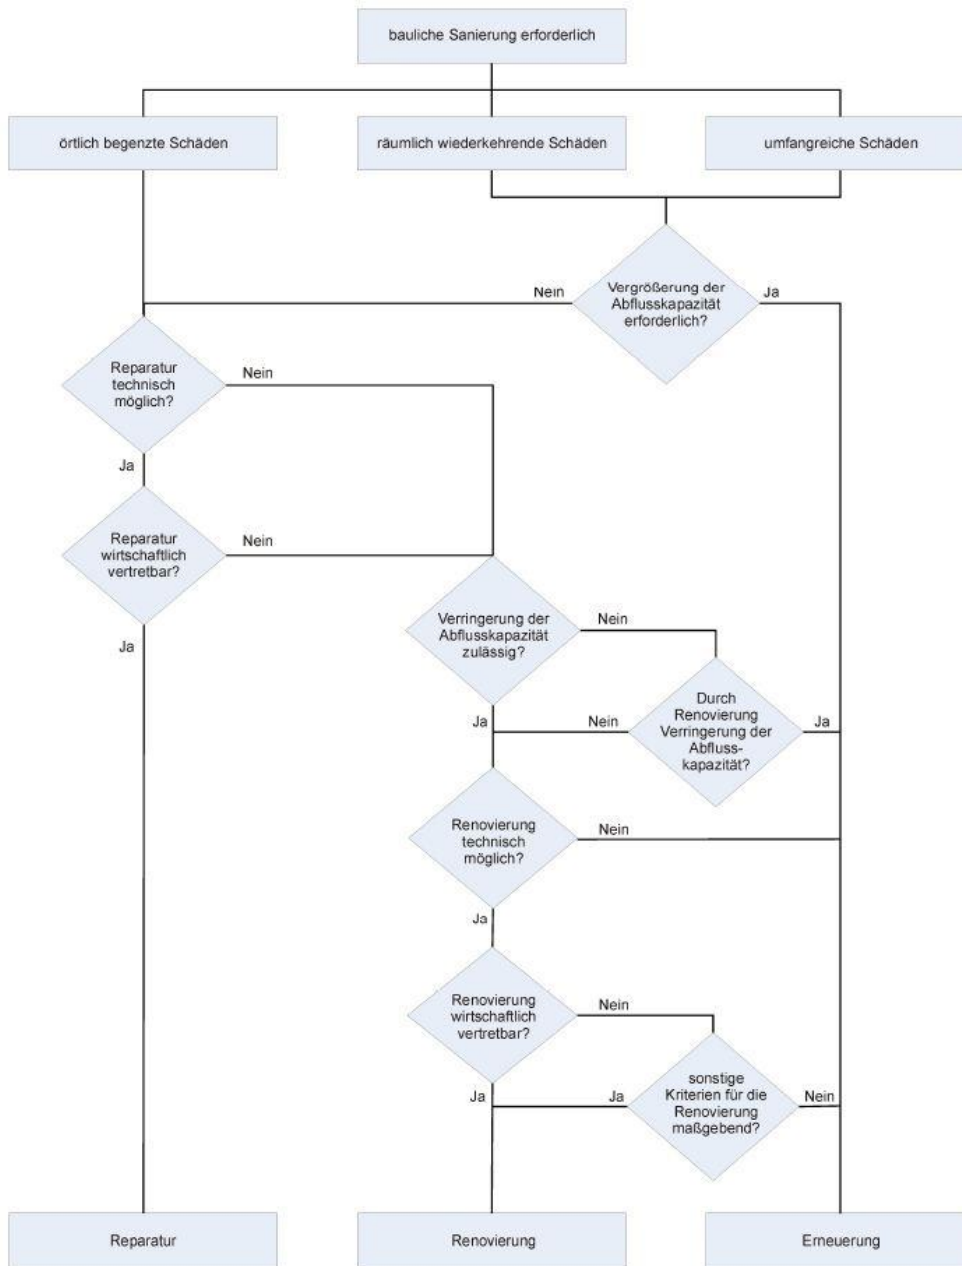 bauliche Sanierung erforderlich
örtlich begenzte Schäden
räumlich wiederkehrende Schäden
umfangreiche Schäden
Vergrößerung der
Abflusskapazität
erforderlich?
Nein
Ja
Reparatur
technisch
möglich?
Nein
Ja
Reparatur
wirtschaftlich
vertretbar?
Nein
Ja
Verringerung der
Abflusskapazität
zulässig?
Nein
Ja
Durch
Renovierung
Verringerung der
Abfluss-
kapazität?
Nein
Ja
Renovierung
technisch
möglich?
Nein
Ja
Renovierung
wirtschaftlich
vertretbar?
Nein
Ja
sonstige
Kriterien für die
Renovierung
maßgebend?
Ja
Nein
Reparatur
Renovierung
Erneuerung